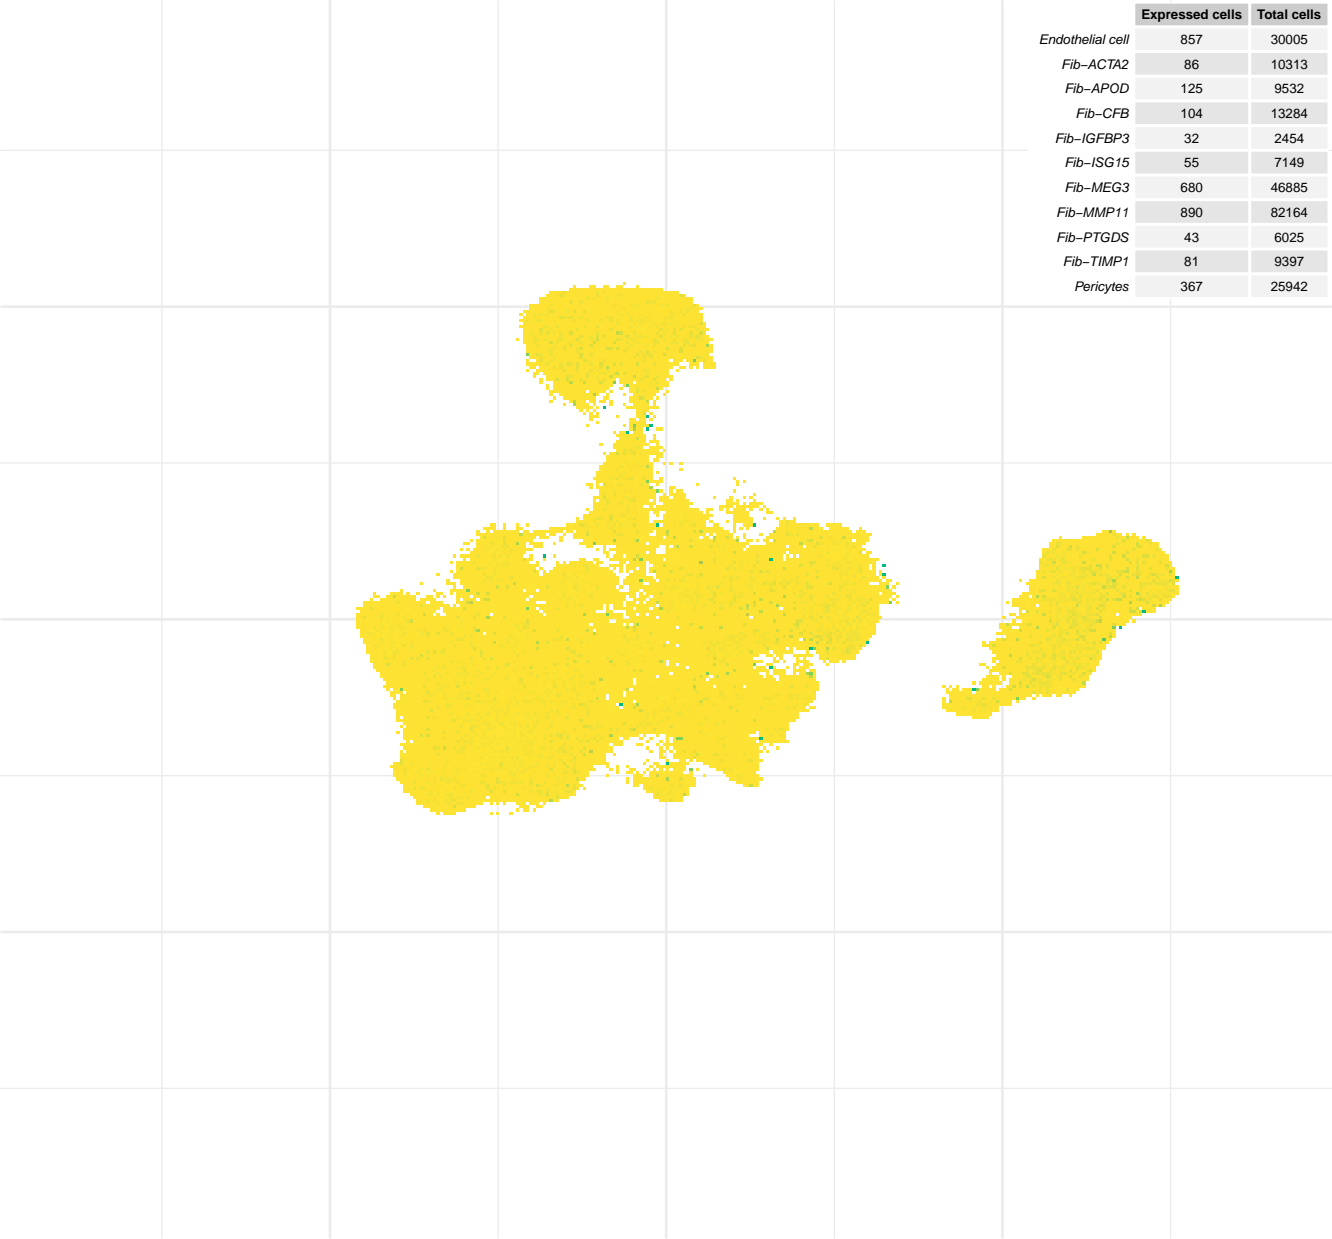 Expressed cells Total cells
Endothelial cell 857 30005
Fib−ACTA2 86 10313
Fib−APOD 125 9532
Fib−CFB 104 13284
Fib−IGFBP3 32 2454
Fib−ISG15 55 7149
Fib−MEG3 680 46885
Fib−MMP11 890 82164
Fib−PTGDS 43 6025
Fib−TIMP1 81 9397
Pericytes 367 25942